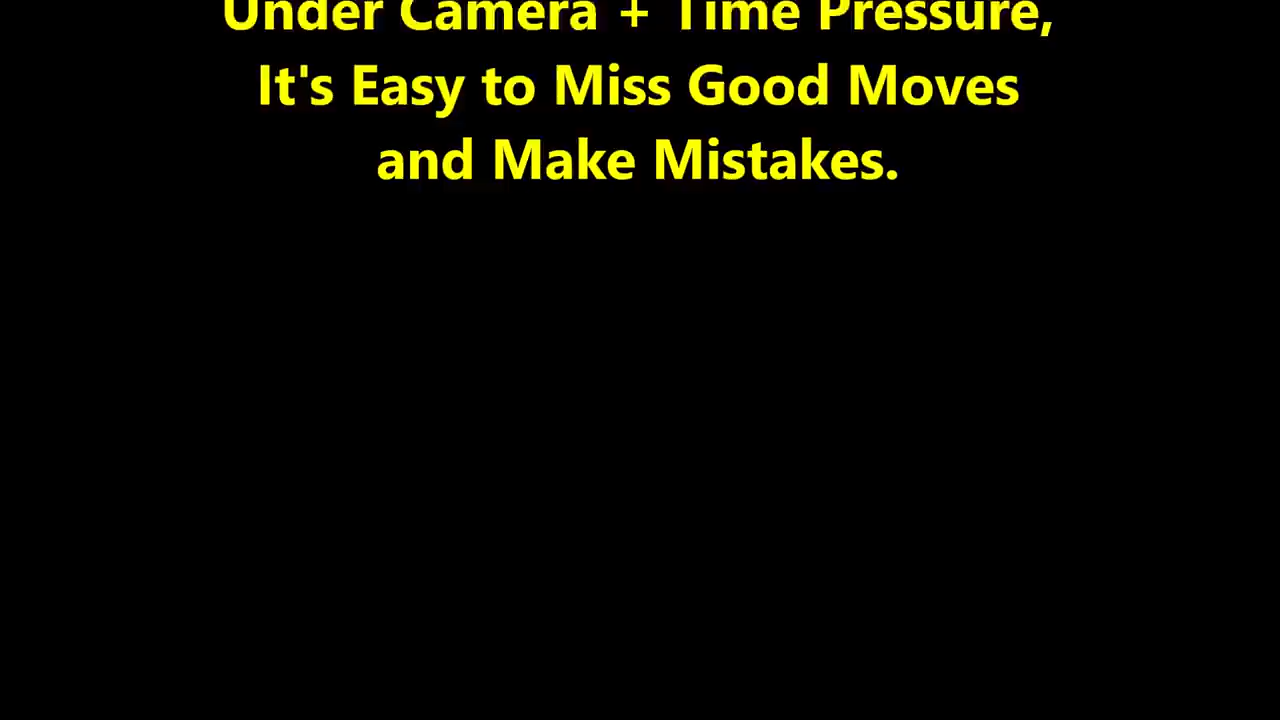 Under Camera + Time Pressure,
It's Easy to Miss Good Moves
and Make Mistakes.